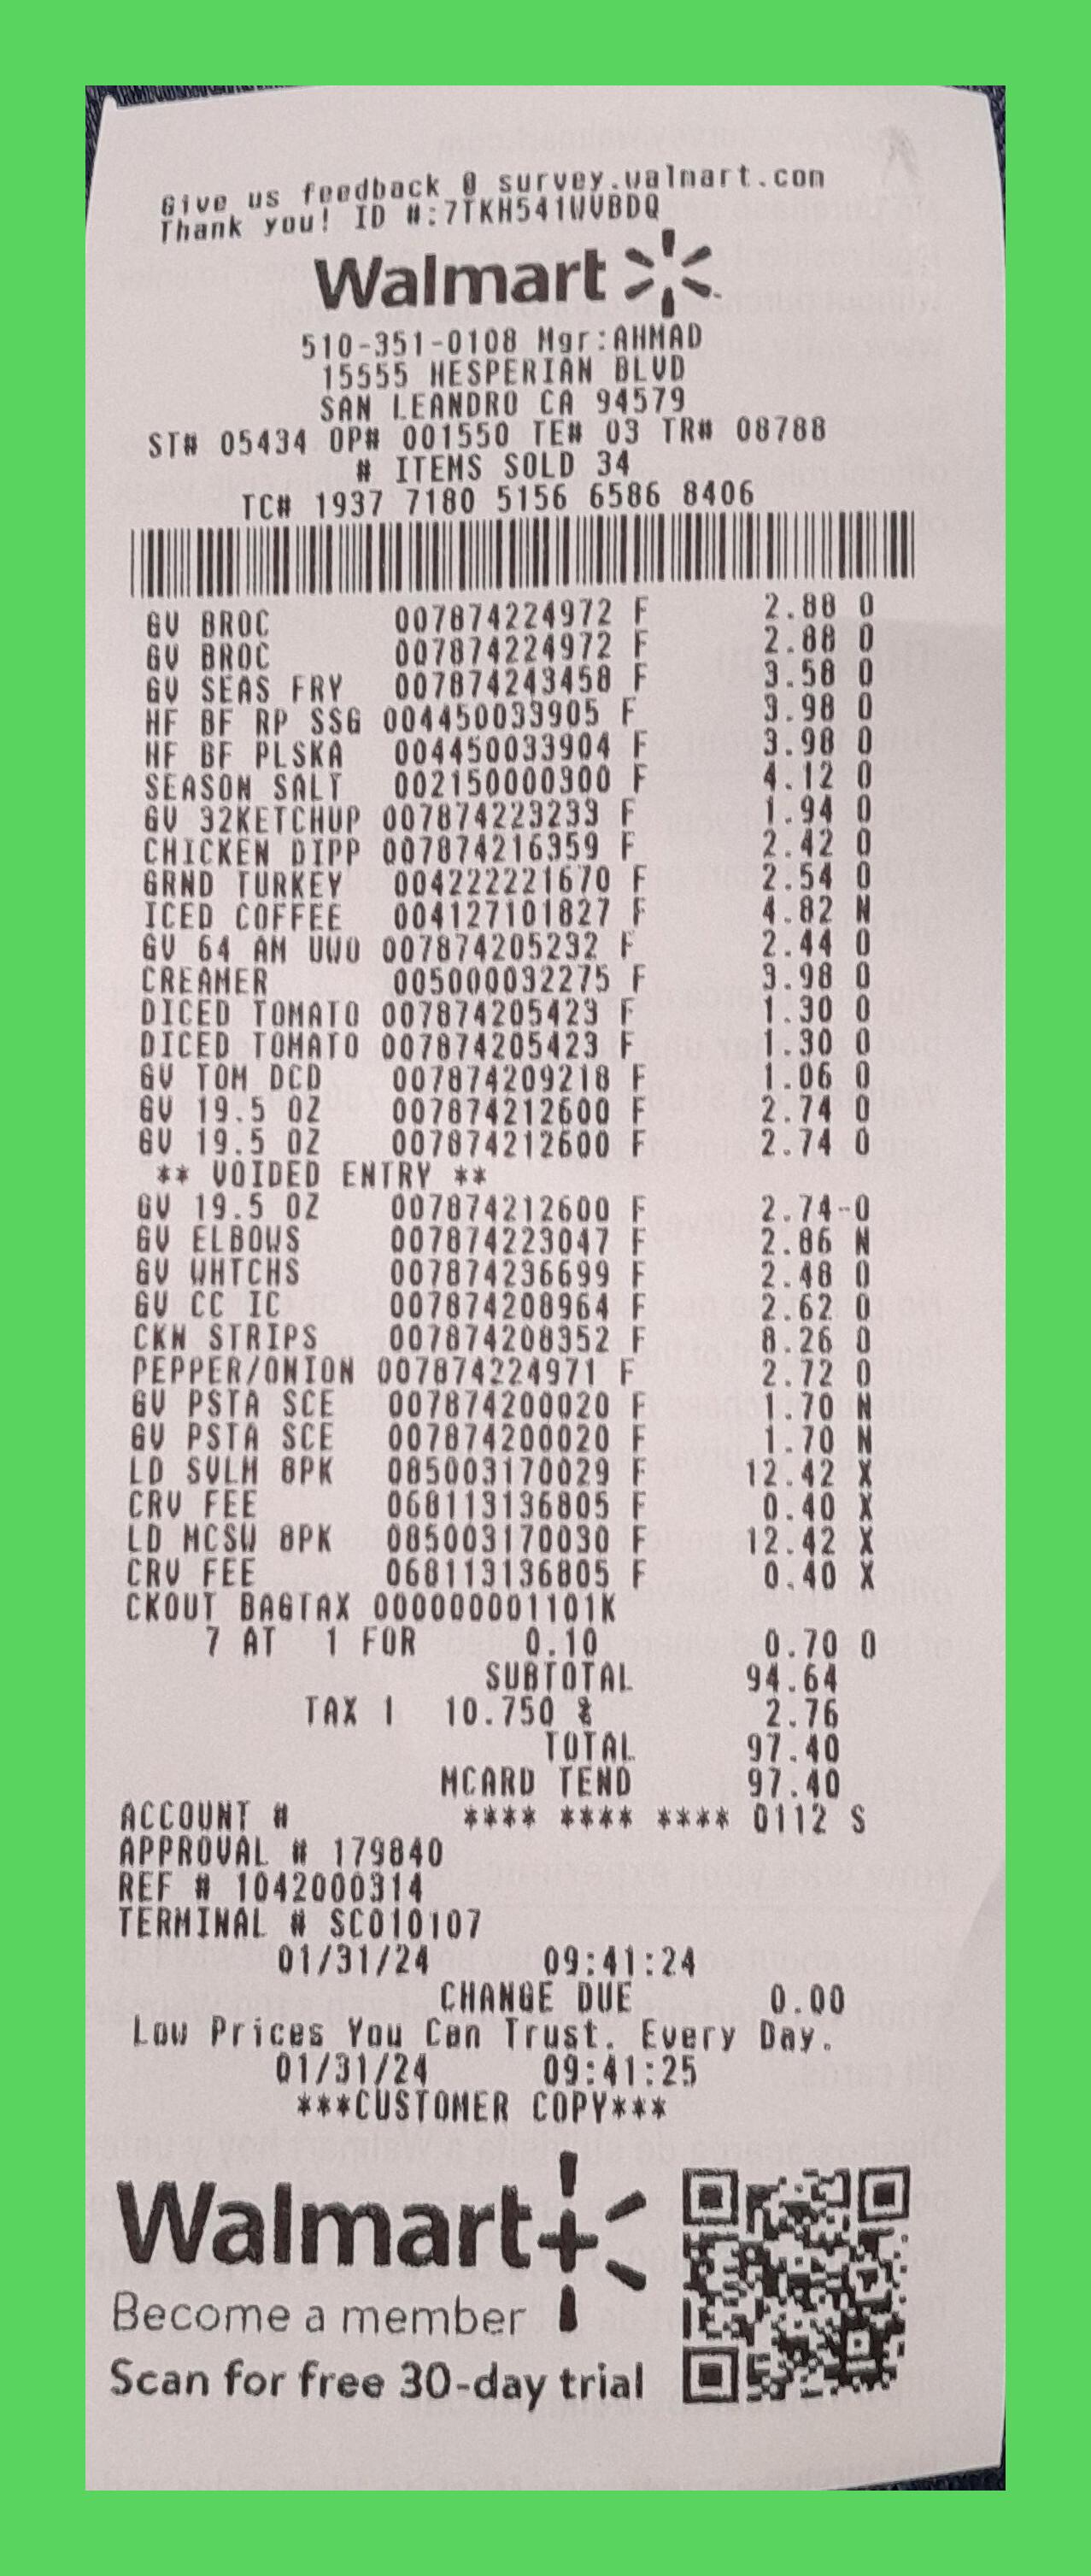 Give us feedback @ survey.walmart.com
Thank you! ID #:7TKH541WVBDQ
Walmart
510-351-0108 Mgr:AHMAD
15555 HESPERIAN BLVD
SAN LEANDRO CA 94579
ST# 05434 OP# 001550 TE# 03 TR# 08788
# ITEMS SOLD 34
TC# 1937 7180 5156 6586 8406
GV BROC 007874224972 F 2.88 O
GV BROC 007874224972 F 2.88 O
GV SEAS FRY 007874243458 F 3.58 O
HF BF RP SSG 004450033905 F 3.98 O
HF BF PLSKA 004450033904 F 3.98 O
SEASON SALT 002150000300 F 4.12 O
GV 32KETCHUP 007874223233 F 1.94 O
CHICKEN DIPP 007874216359 F 2.42 O
GRND TURKEY 004222221670 F 2.54 O
ICED COFFEE 004127101827 F 4.82 N
GV 64 AM UWO 007874205232 F 2.44 O
CREAMER 005000032275 F 3.98 O
DICED TOMATO 007874205423 F 1.30 O
DICED TOMATO 007874205423 F 1.30 O
GV TOM DCD 007874209218 F 1.06 O
GV 19.5 OZ 007874212600 F 2.74 O
GV 19.5 OZ 007874212600 F 2.74 O
** VOIDED ENTRY **
GV 19.5 OZ 007874212600 F 2.74-O
GV ELBOWS 007874223047 F 2.86 N
GV WHTCHS 007874236699 F 2.48 O
GV CC IC 007874208964 F 2.62 O
CKN STRIPS 007874208352 F 8.26 O
PEPPER/ONION 007874224971 F 2.72 O
GV PSTA SCE 007874200020 F 1.70 N
GV PSTA SCE 007874200020 F 1.70 N
LD SVLM 8PK 085003170029 F 12.42 X
CRV FEE 068113136805 F 0.40 X
LD MCSW 8PK 085003170030 F 12.42 X
CRV FEE 068113136805 F 0.40 X
CKOUT BAGTAX 000000001101K
7 AT 1 FOR 0.10 0.70 O
SUBTOTAL 94.64
TAX 1 10.750 % 2.76
TOTAL 97.40
MCARD TEND 97.40
ACCOUNT # **** **** **** 0112 S
APPROVAL # 179840
REF # 1042000314
TERMINAL # SC010107
01/31/24 09:41:24
CHANGE DUE 0.00
Low Prices You Can Trust. Every Day.
01/31/24 09:41:25
***CUSTOMER COPY***
Walmart+
Become a member
Scan for free 30-day trial